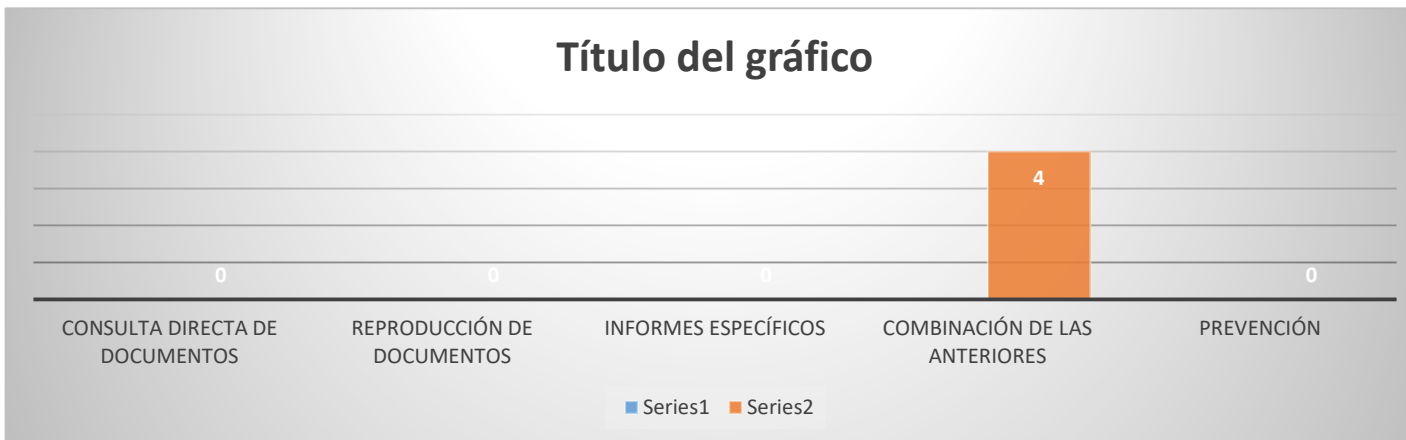 Título del gráfico
4
0
0
0
0
CONSULTA DIRECTA DE
DOCUMENTOS
REPRODUCCIÓN DE
DOCUMENTOS
INFORMES ESPECÍFICOS
COMBINACIÓN DE LAS
ANTERIORES
PREVENCIÓN
Series1
Series2